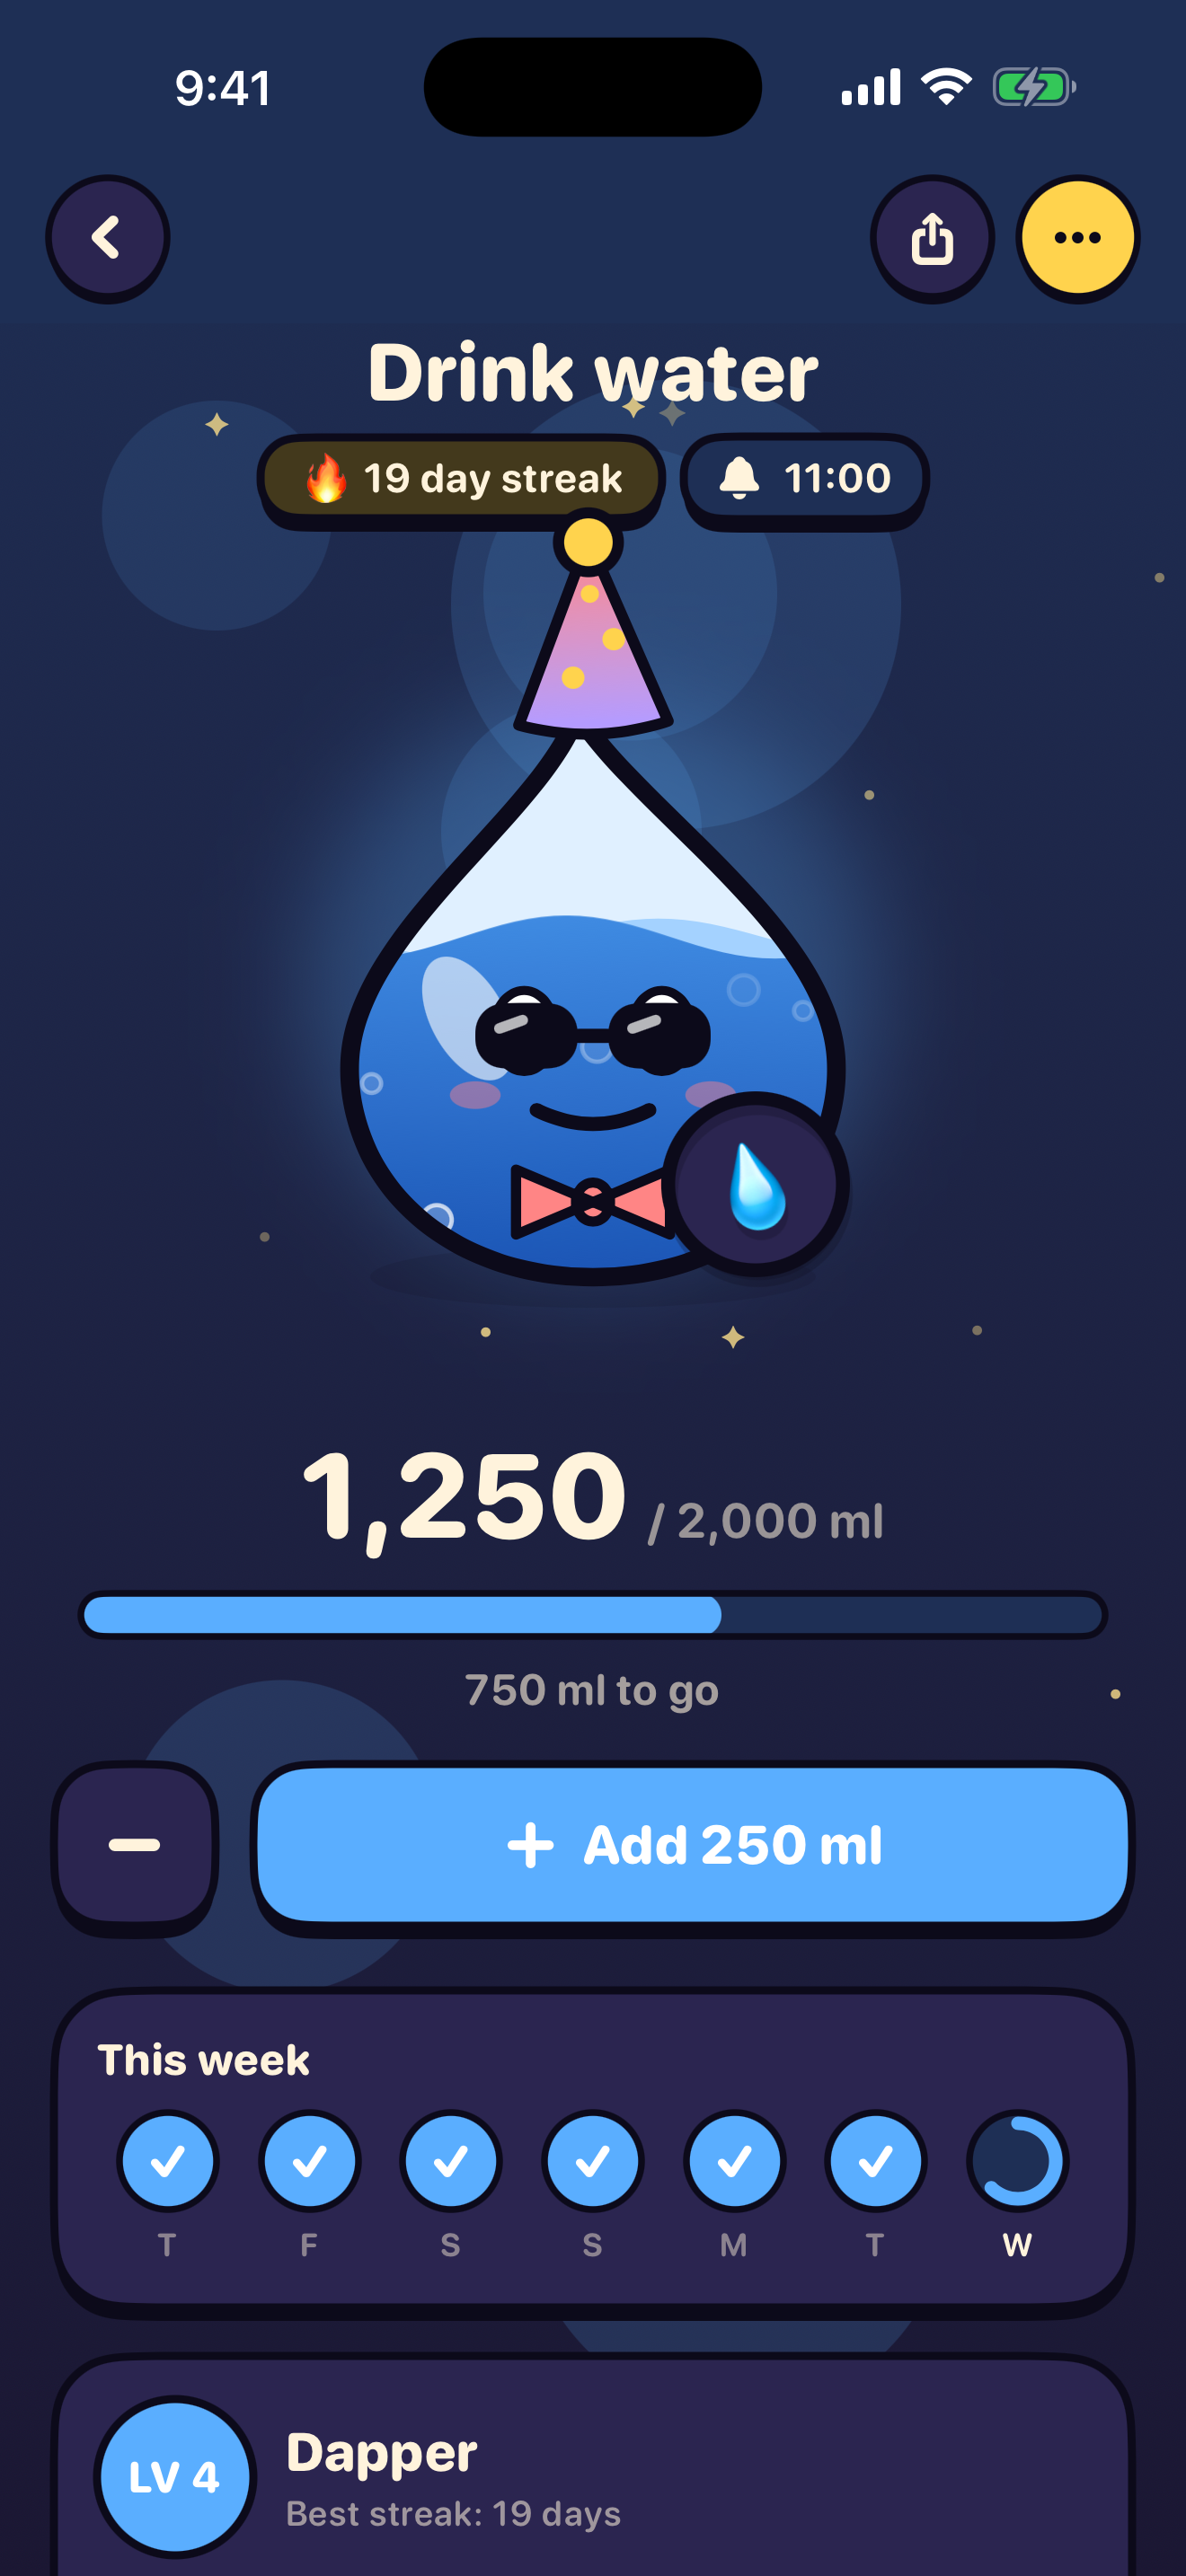 9:41
Drink water
🔥 19 day streak
11:00
1,250 / 2,000 ml
750 ml to go
+ Add 250 ml
This week
T F S S M T W
LV 4
Dapper
Best streak: 19 days